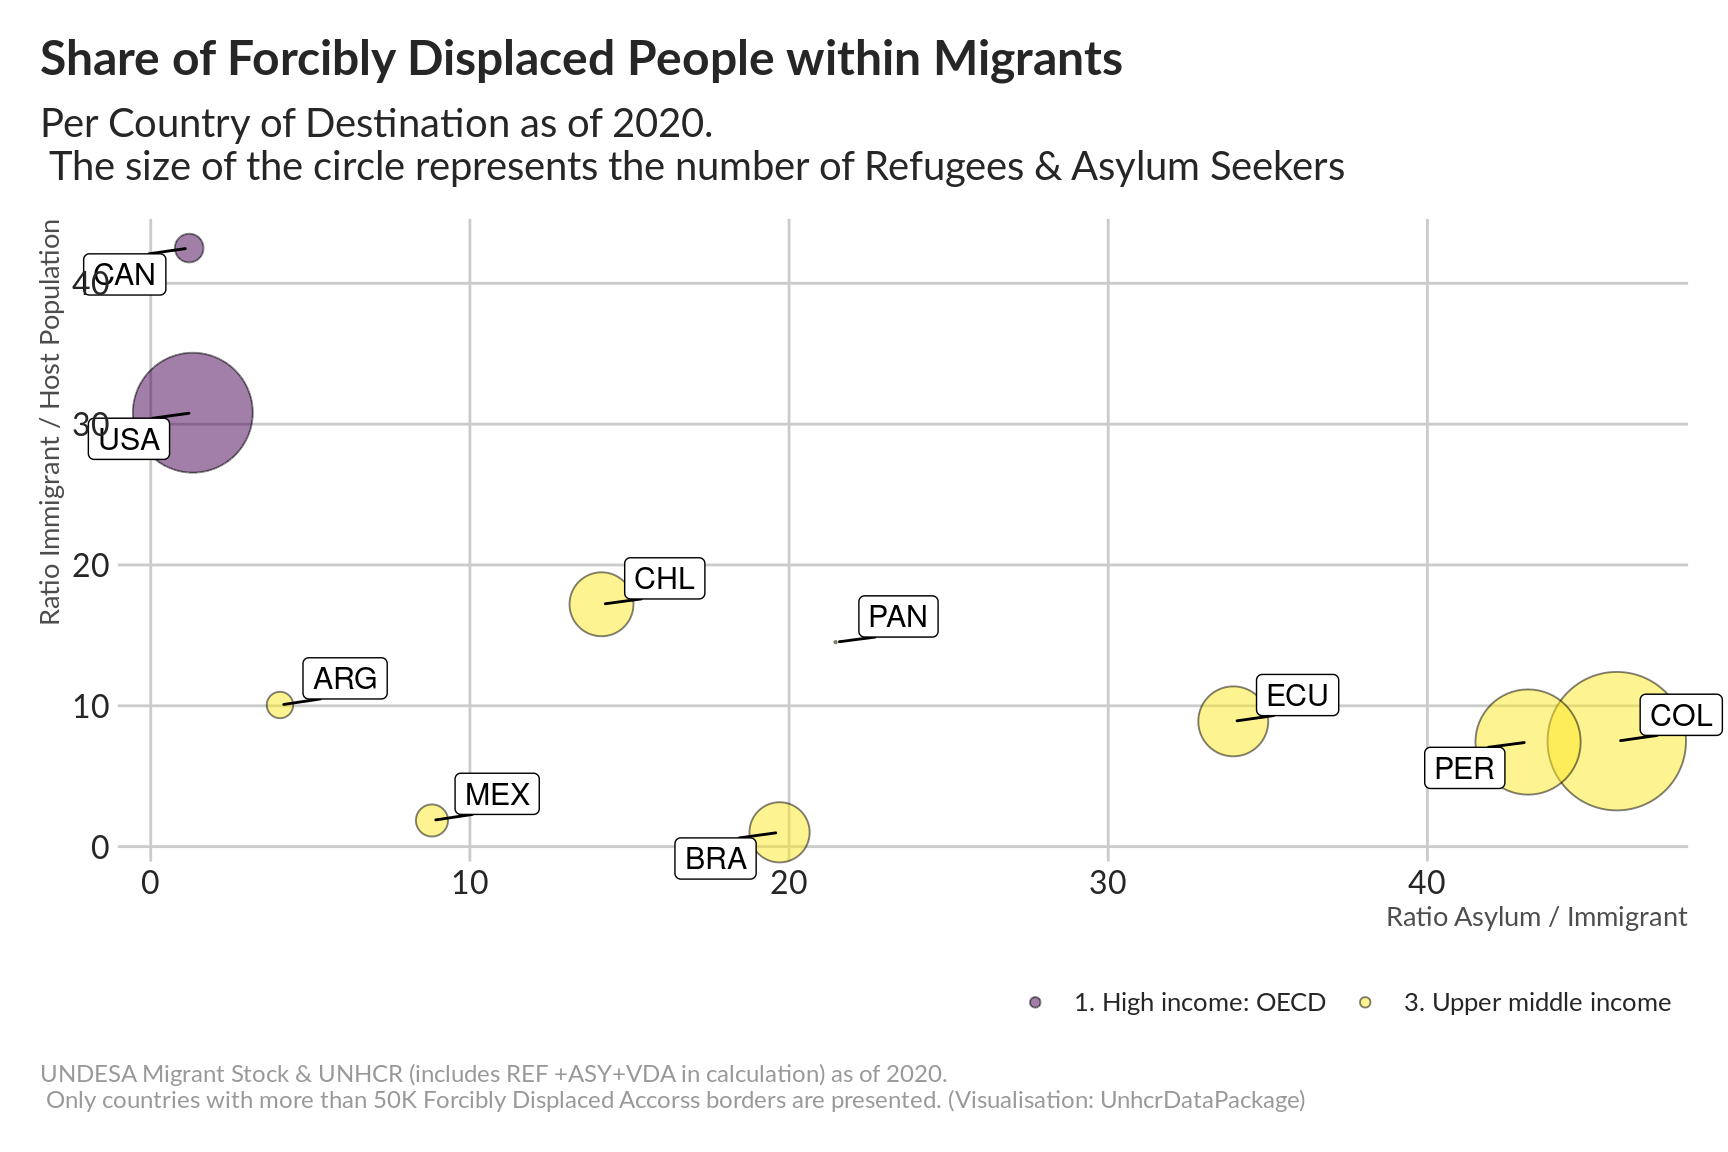 Share of Forcibly Displaced People within Migrants
Per Country of Destination as of 2020.
The size of the circle represents the number of Refugees & Asylum Seekers
Ratio Immigrant / Host Population
CAN
40
30
USA
CHL
20
PAN
ARG
ECU
COL
10
PER
MEX
BRA
0
0 10 20 30 40
Ratio Asylum / Immigrant
1. High income: OECD 3. Upper middle income
UNDESA Migrant Stock & UNHCR (includes REF +ASY+VDA in calculation) as of 2020.
Only countries with more than 50K Forcibly Displaced Accorss borders are presented. (Visualisation: UnhcrDataPackage)